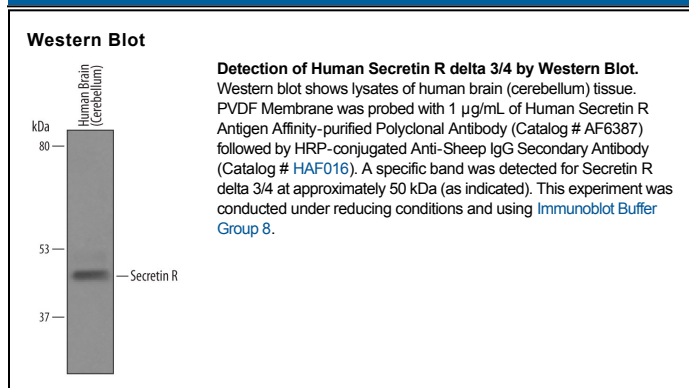 Western Blot
Human Brain
(Cerebellum)
kDa
80
53
37
Secretin R
Detection of Human Secretin R delta 3/4 by Western Blot.
Western blot shows lysates of human brain (cerebellum) tissue.
PVDF Membrane was probed with 1 µg/mL of Human Secretin R
Antigen Affinity-purified Polyclonal Antibody (Catalog # AF6387)
followed by HRP-conjugated Anti-Sheep IgG Secondary Antibody
(Catalog # HAF016). A specific band was detected for Secretin R
delta 3/4 at approximately 50 kDa (as indicated). This experiment was
conducted under reducing conditions and using Immunoblot Buffer
Group 8.